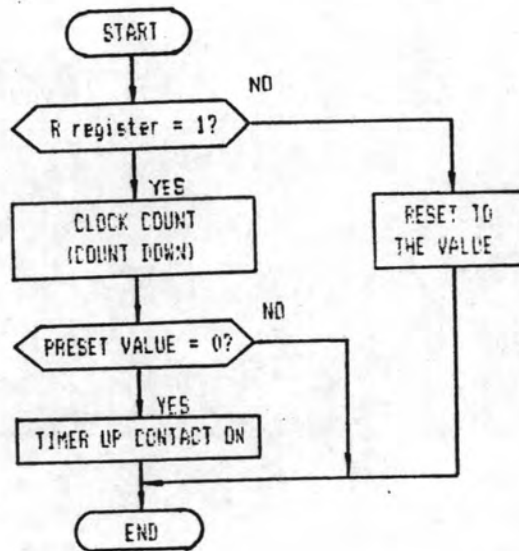 START
NO
R register = 1?
YES
CLOCK COUNT
(COUNT DOWN)
RESET TO
THE VALUE
NO
PRESET VALUE = 0?
YES
TIMER UP CONTACT ON
END